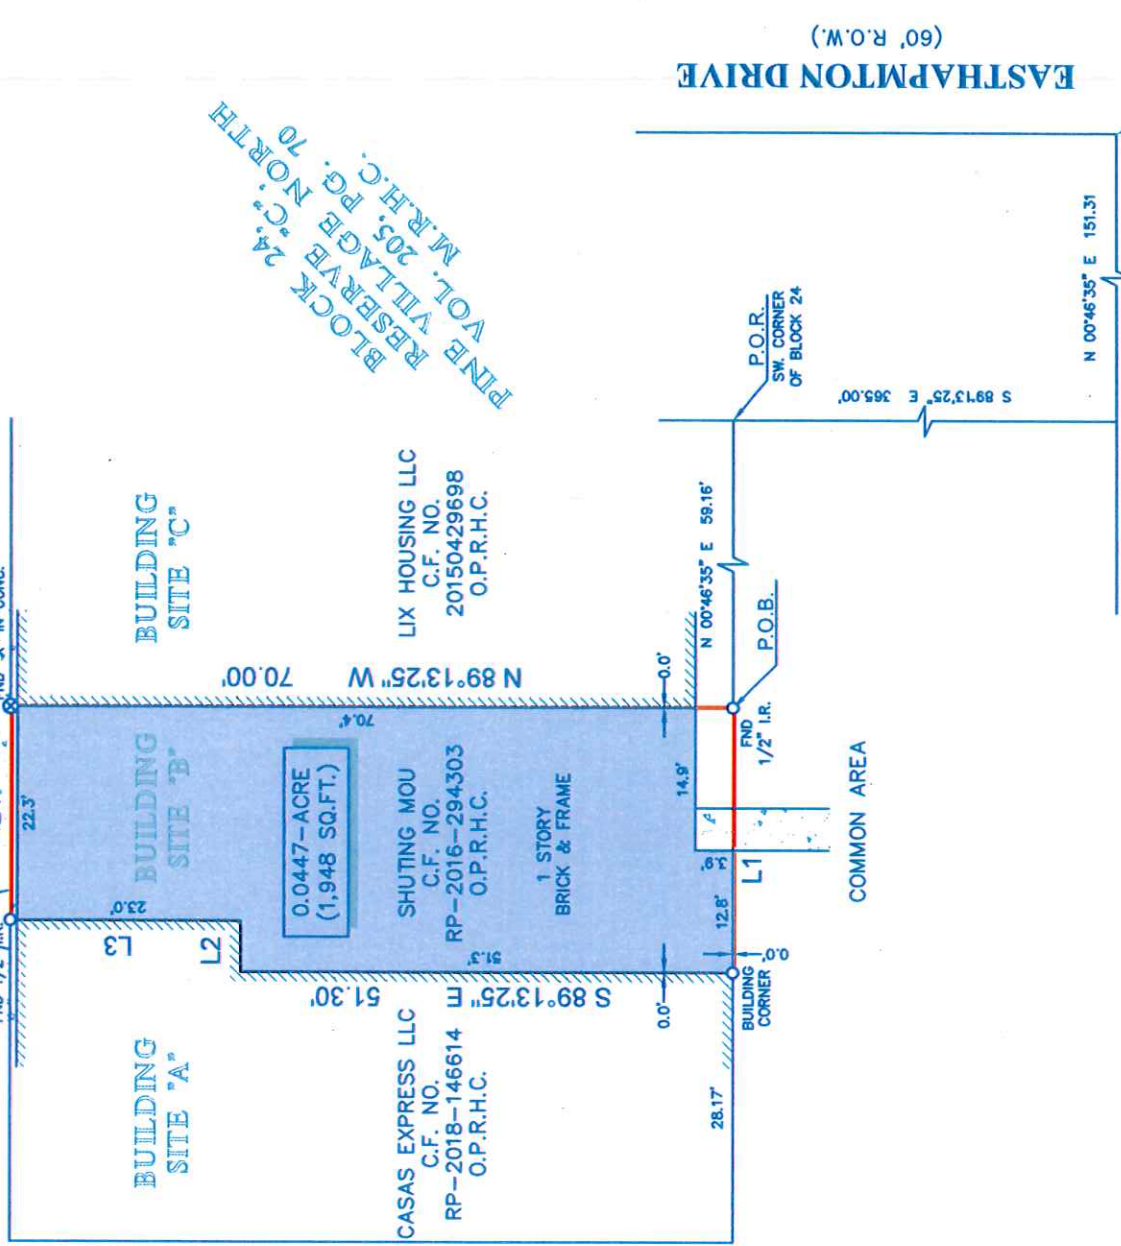 EASTHAPMTON DRIVE
(60' R.O.W.)
BLOCK 24,
RESERVE "C", NORTH
PINE VILLAGE PG. 70
VOL. 205,
M.R.H.C.
BUILDING
SITE "C"
LIX HOUSING LLC
C.F. NO.
20150429698
O.P.R.H.C.
P.O.R.
SW. CORNER
OF BLOCK 24
S 89°13'25" E 365.00'
N 00°46'35" E 151.31
N 00°46'35" E 59.16'
P.O.B.
FND
1/2" I.R.
N 89°13'25" W 70.00'
70.4'
0.0'
22.3'
BUILDING
SITE "B"
0.0447-ACRE
(1,948 SQ.FT.)
SHUTING MOU
C.F. NO.
RP-2016-294303
O.P.R.H.C.
1 STORY
BRICK & FRAME
14.9'
3.9'
L1
12.8'
0.0'
COMMON AREA
23.0'
L3
L2
51.3'
S 89°13'25" E 51.30'
0.0'
BUILDING
CORNER
BUILDING
SITE "A"
CASAS EXPRESS LLC
C.F. NO.
RP-2018-146614
O.P.R.H.C.
28.17'